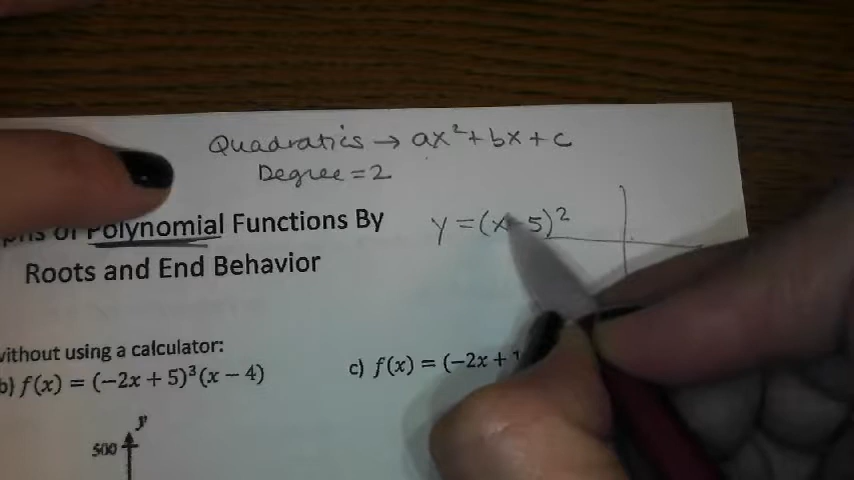 Quadratics → ax²+bx+c
Degree = 2
y = (x-5)²
of Polynomial Functions By
Roots and End Behavior
without using a calculator:
b) f(x) = (−2x + 5)³(x − 4)
c) f(x) = (−2x +
y
500